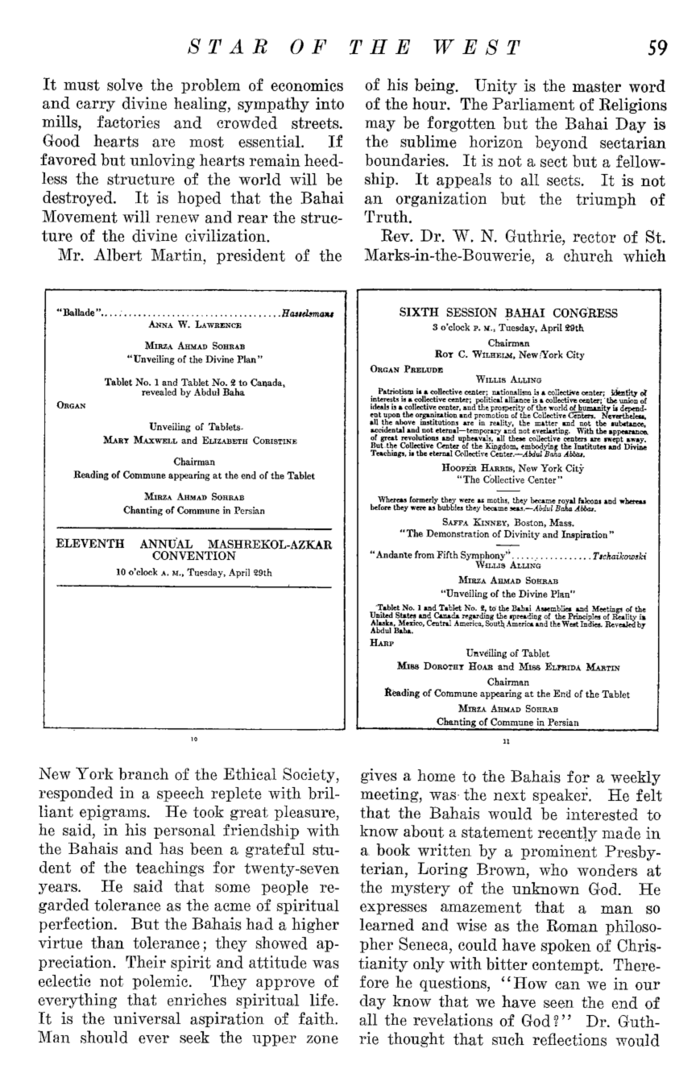 STAR OF THE WEST 59
It must solve the problem of economics
and carry divine healing, sympathy into
mills, factories and crowded streets.
Good hearts are most essential. If
favored but unloving hearts remain heed-
less the structure of the world will be
destroyed. It is hoped that the Bahai
Movement will renew and rear the struc-
ture of the divine civilization.
Mr. Albert Martin, president of the
"Ballade"....................................Hasselsmans
ANNA W. LAWRENCE
MIRZA AHMAD SOHRAB
"Unveiling of the Divine Plan"
Tablet No. 1 and Tablet No. 2 to Canada,
revealed by Abdul Baha
ORGAN
Unveiling of Tablets
MARY MAXWELL and ELIZABETH CORISTINE
Chairman
Reading of Commune appearing at the end of the Tablet
MIRZA AHMAD SOHRAB
Chanting of Commune in Persian
ELEVENTH ANNUAL MASHREKOL-AZKAR
CONVENTION
10 o'clock A. M., Tuesday, April 29th
10
New York branch of the Ethical Society,
responded in a speech replete with bril-
liant epigrams. He took great pleasure,
he said, in his personal friendship with
the Bahais and has been a grateful stu-
dent of the teachings for twenty-seven
years. He said that some people re-
garded tolerance as the acme of spiritual
perfection. But the Bahais had a higher
virtue than tolerance; they showed ap-
preciation. Their spirit and attitude was
eclectic not polemic. They approve of
everything that enriches spiritual life.
It is the universal aspiration of faith.
Man should ever seek the upper zone
of his being. Unity is the master word
of the hour. The Parliament of Religions
may be forgotten but the Bahai Day is
the sublime horizon beyond sectarian
boundaries. It is not a sect but a fellow-
ship. It appeals to all sects. It is not
an organization but the triumph of
Truth.
Rev. Dr. W. N. Guthrie, rector of St.
Marks-in-the-Bouwerie, a church which
SIXTH SESSION BAHAI CONGRESS
3 o'clock P. M., Tuesday, April 29th
Chairman
ROY C. WILHELM, New York City
ORGAN PRELUDE
WILLIS ALLING
Patriotism is a collective center; nationalism is a collective center; identity of
interests is a collective center; political alliance is a collective center; the union of
ideals is a collective center, and the prosperity of the world of humanity is depend-
ent upon the organization and promotion of the Collective Centers. Nevertheless,
all the above institutions are in reality, the matter and not the substance,
accidental and not eternal—temporary and not everlasting. With the appearance
of great revolutions and upheavals, all these collective centers are swept away.
But the Collective Center of the Kingdom, embodying the Institutes and Divine
Teachings, is the eternal Collective Center.—Abdul Baha Abbas.
HOOPER HARRIS, New York City
"The Collective Center"
Whereas formerly they were as moths, they became royal falcons and whereas
before they were as bubbles they became seas.—Abdul Baha Abbas.
SAFFA KINNEY, Boston, Mass.
"The Demonstration of Divinity and Inspiration"
"Andante from Fifth Symphony"................Tschaikowski
WILLIS ALLING
MIRZA AHMAD SOHRAB
"Unveiling of the Divine Plan"
Tablet No. 1 and Tablet No. 2, to the Bahai Assemblies and Meetings of the
United States and Canada regarding the spreading of the Principles of Reality in
Alaska, Mexico, Central America, South America and the West Indies. Revealed by
Abdul Baha.
HARP
Unveiling of Tablet
MISS DOROTHY HOAR and MISS ELFRIDA MARTIN
Chairman
Reading of Commune appearing at the End of the Tablet
MIRZA AHMAD SOHRAB
Chanting of Commune in Persian
11
gives a home to the Bahais for a weekly
meeting, was the next speaker. He felt
that the Bahais would be interested to
know about a statement recently made in
a book written by a prominent Presby-
terian, Loring Brown, who wonders at
the mystery of the unknown God. He
expresses amazement that a man so
learned and wise as the Roman philoso-
pher Seneca, could have spoken of Chris-
tianity only with bitter contempt. There-
fore he questions, "How can we in our
day know that we have seen the end of
all the revelations of God?" Dr. Guth-
rie thought that such reflections would